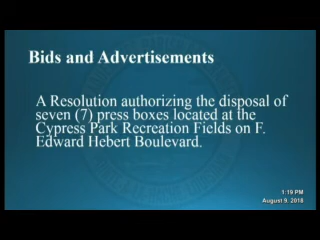 Bids and Advertisements
A Resolution authorizing the disposal of
seven (7) press boxes located at the
Cypress Park Recreation Fields on F.
Edward Hebert Boulevard.
1:19 PM
August 9, 2018